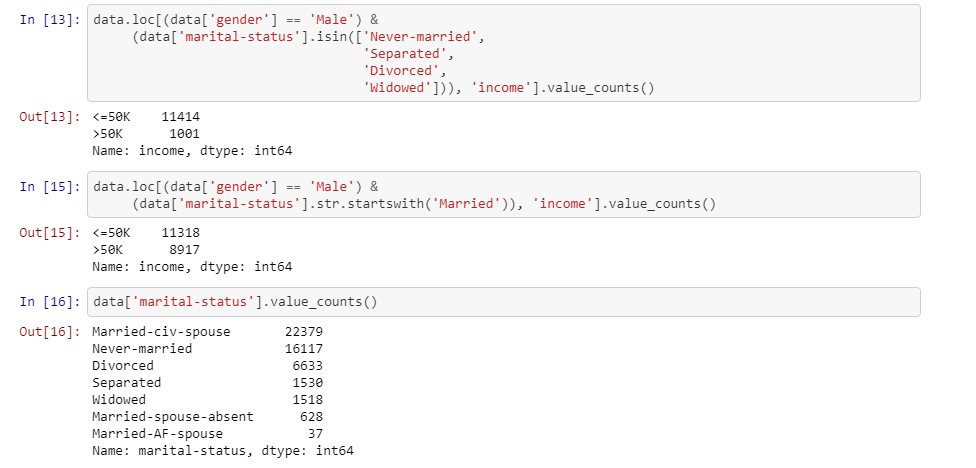 In [13]: data.loc[(data['gender'] == 'Male') &
(data['marital-status'].isin(['Never-married',
'Separated',
'Divorced',
'Widowed'])), 'income'].value_counts()
Out[13]: <=50K 11414
>50K 1001
Name: income, dtype: int64
In [15]: data.loc[(data['gender'] == 'Male') &
(data['marital-status'].str.startswith('Married')), 'income'].value_counts()
Out[15]: <=50K 11318
>50K 8917
Name: income, dtype: int64
In [16]: data['marital-status'].value_counts()
Out[16]: Married-civ-spouse 22379
Never-married 16117
Divorced 6633
Separated 1530
Widowed 1518
Married-spouse-absent 628
Married-AF-spouse 37
Name: marital-status, dtype: int64